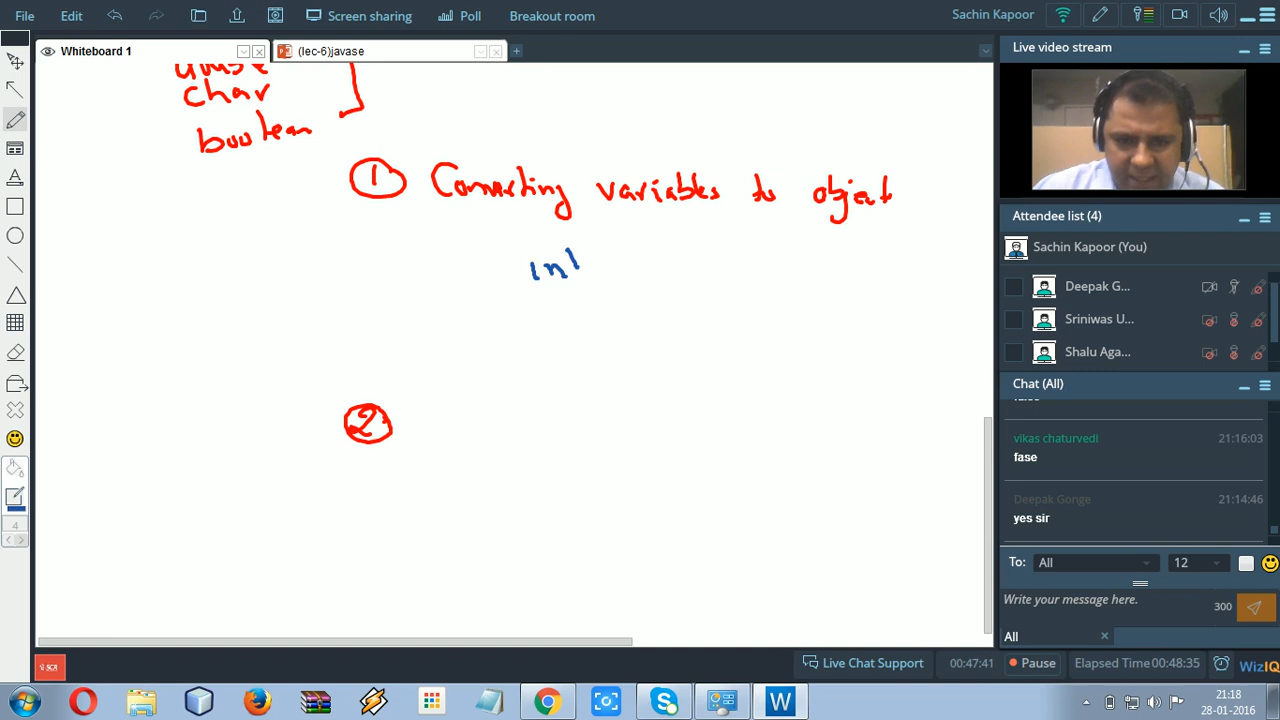 File Edit Screen sharing Poll Breakout room Sachin Kapoor
Whiteboard 1 (lec-6)javase
Live video stream
char
boolean
1 Converting variables to object
int
2
Attendee list (4)
Sachin Kapoor (You)
Deepak G...
Sriniwas U...
Shalu Aga...
Chat (All)
vikas chaturvedi 21:16:03
fase
Deepak Gonge 21:14:46
yes sir
To: All 12
Write your message here. 300
All
4
SCR Live Chat Support 00:47:41 Pause Elapsed Time 00:48:35 WizIQ
W 21:18
28-01-2016